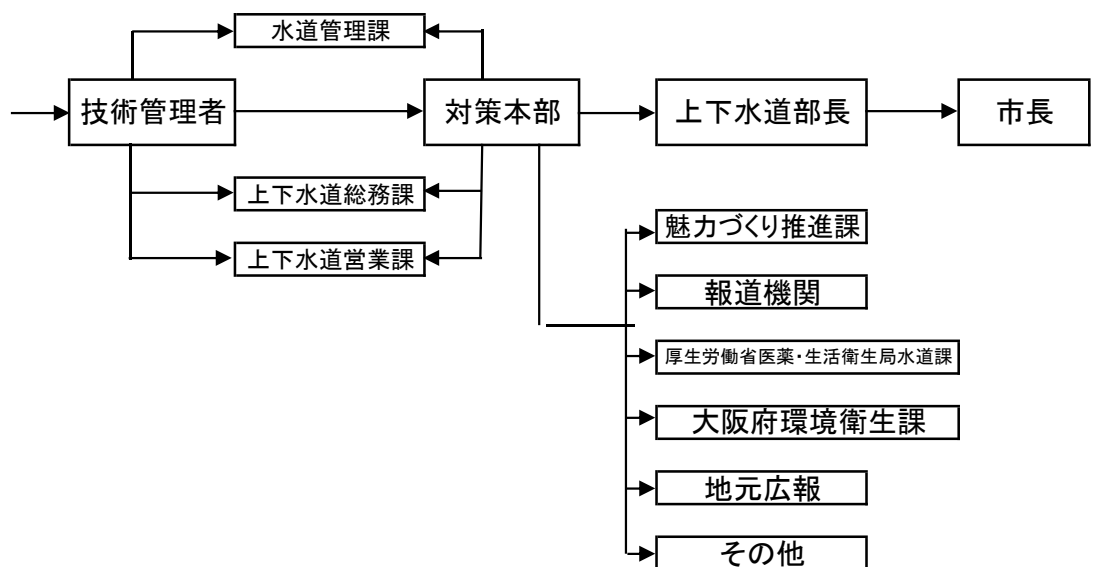 水道管理課
技術管理者
対策本部
上下水道部長
市長
上下水道総務課
上下水道営業課
魅力づくり推進課
報道機関
厚生労働省医薬・生活衛生局水道課
大阪府環境衛生課
地元広報
その他